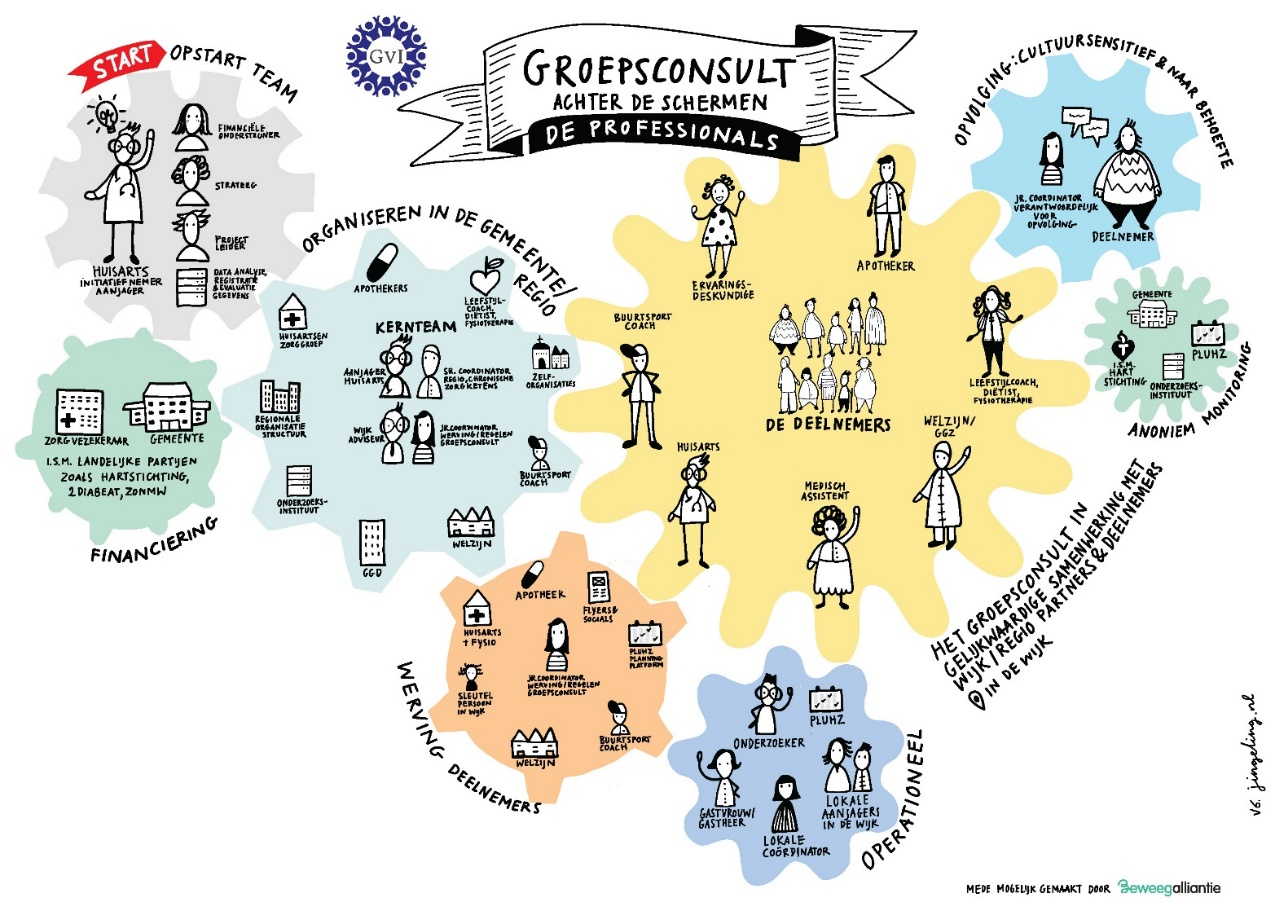 START
OPSTART TEAM
FINANCIËLE
ONDERSTEUNER
STRATEEG
PROJECT
LEIDER
DATA ANALYSE,
REGISTRATIE
& EVALUATIE
GEGEVENS
HUISARTS
INITIATIEFNEMER
AANJAGER
GVI
GROEPSCONSULT
ACHTER DE SCHERMEN
DE PROFESSIONALS
OPVOLGING: CULTUURSENSITIEF & NAAR BEHOEFTE
JR. COORDINATOR
VERANTWOORDELIJK
VOOR
OPVOLGING
DEELNEMER
ORGANISEREN IN DE GEMEENTE/
REGIO
APOTHEKERS
LEEFSTIJL-
COACH,
DIËTIST,
FYSIOTHERAPIE
HUISARTSEN
ZORGGROEP
KERNTEAM
AANJAGER
HUISARTS
SR. COORDINATOR
REGIO, CHRONISCHE
ZORGKETENS
WIJK
ADVISEUR
JR. COORDINATOR
WERVING/REGELEN
GROEPSCONSULT
ZELF-
ORGANISATIES
REGIONALE
ORGANISATIE
STRUCTUUR
BUURTSPORT
COACH
ONDERZOEKS-
INSTITUUT
GGD
WELZIJN
ZORGVEZEKERAAR
GEMEENTE
I.S.M. LANDELIJKE PARTIJEN
ZOALS HARTSTICHTING,
2DIABEAT, ZONMW
FINANCIERING
ERVARINGS-
DESKUNDIGE
APOTHEKER
BUURTSPORT
COACH
LEEFSTIJLCOACH,
DIËTIST,
FYSIOTHERAPIE
DE DEELNEMERS
HUISARTS
MEDISCH
ASSISTENT
WELZIJN/
GGZ
HET GROEPSCONSULT IN
GELIJKWAARDIGE SAMENWERKING MET
WIJK/REGIO PARTNERS & DEELNEMERS
IN DE WIJK
GEMEENTE
PLUHZ
I.S.M.
HART
STICHTING
ONDERZOEKS-
INSTITUUT
ANONIEM MONITORING
APOTHEEK
FLYERS &
SOCIALS
HUISARTS
+ FYSIO
PLUHZ
PLANNING
PLATFORM
JR. COORDINATOR
WERVING/REGELEN
GROEPSCONSULT
SLEUTEL
PERSOON
IN WIJK
BUURTSPORT
COACH
WELZIJN
WERVING DEELNEMERS
ONDERZOEKER
PLUHZ
GASTVROUW/
GASTHEER
LOKALE
COÖRDINATOR
LOKALE
AANJAGERS
IN DE WIJK
OPERATIONEEL
VG. jingeling.nl
MEDE MOGELIJK GEMAAKT DOOR Beweegalliantie